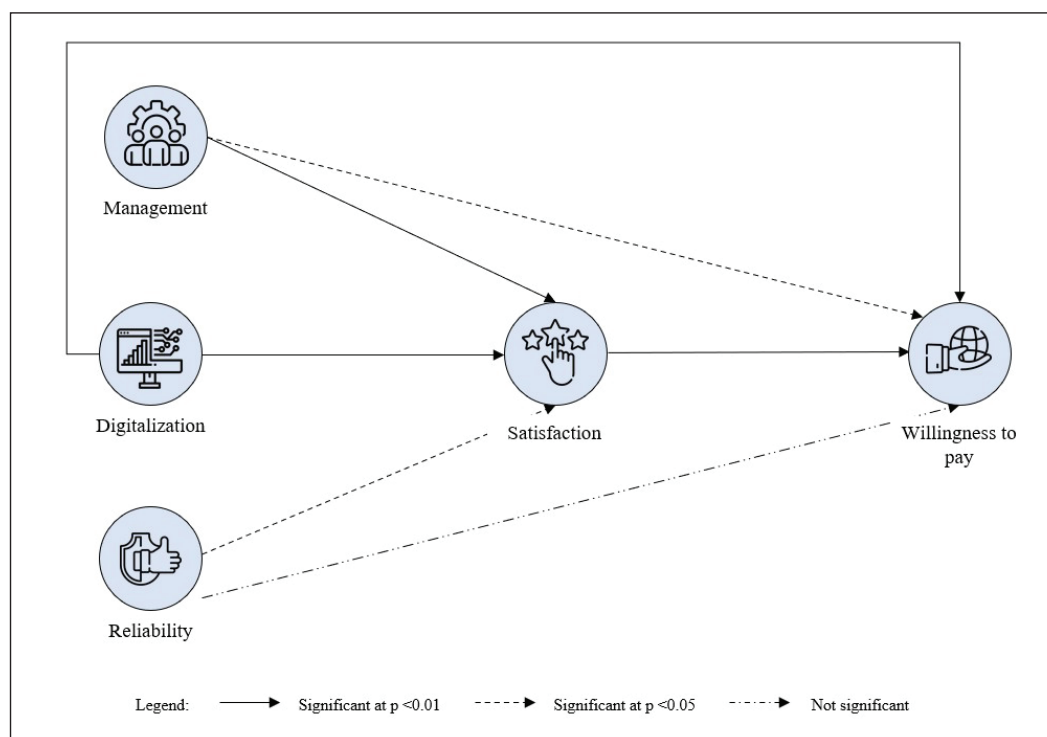 Management
Digitalization
Satisfaction
Willingness to
pay
Reliability
Legend: Significant at p <0.01 Significant at p <0.05 Not significant